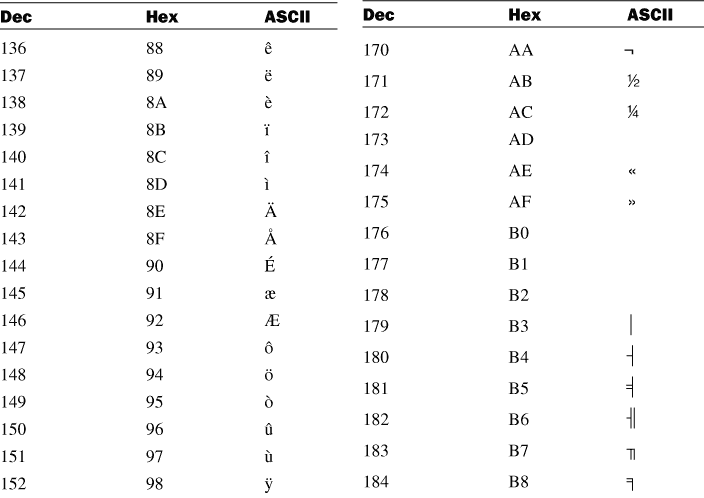 Dec Hex ASCII
136 88 ê
137 89 ë
138 8A è
139 8B ï
140 8C î
141 8D ì
142 8E Ä
143 8F Å
144 90 É
145 91 æ
146 92 Æ
147 93 ô
148 94 ö
149 95 ò
150 96 û
151 97 ù
152 98 ÿ
Dec Hex ASCII
170 AA ¬
171 AB ½
172 AC ¼
173 AD
174 AE «
175 AF »
176 B0
177 B1
178 B2
179 B3 │
180 B4 ┤
181 B5 ╡
182 B6 ╢
183 B7 ╖
184 B8 ╕